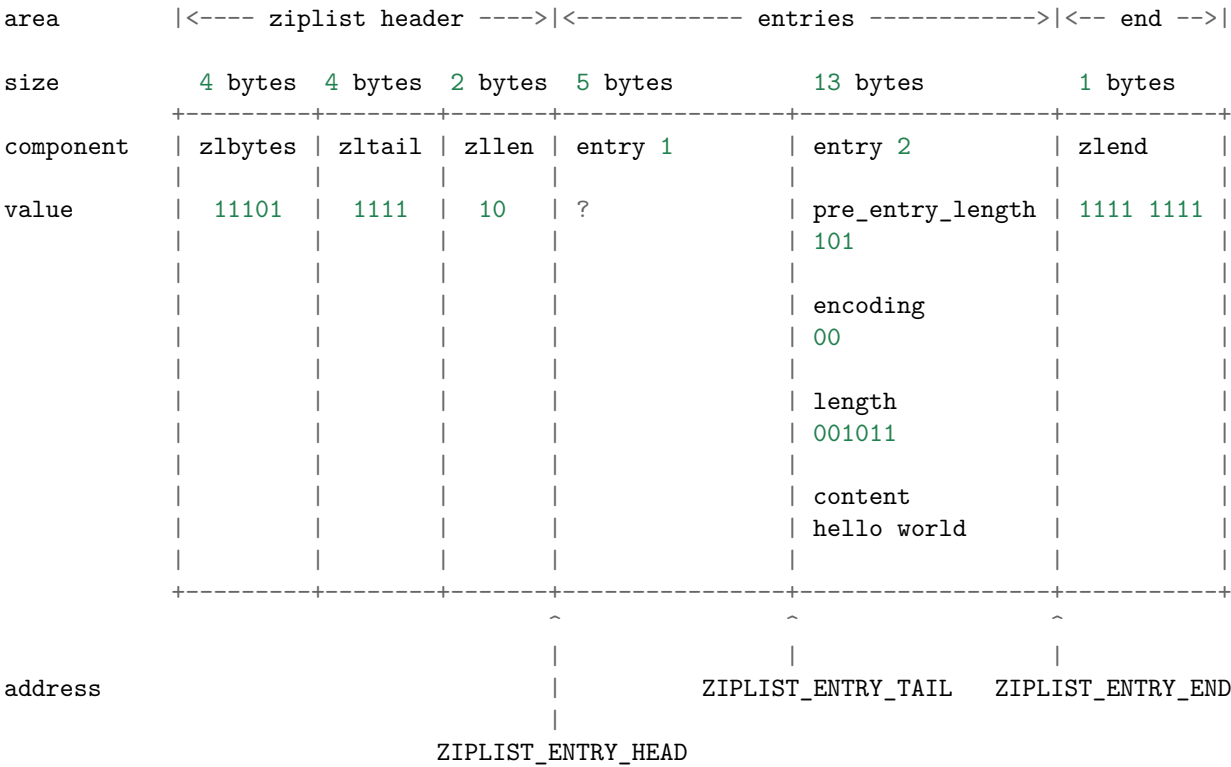 area         |<---- ziplist header ---->|<------------ entries ------------>|<-- end -->|
size           4 bytes  4 bytes  2 bytes  5 bytes          13 bytes           1 bytes
             +---------+--------+-------+----------------+------------------+-----------+
component    | zlbytes | zltail | zllen | entry 1        | entry 2          | zlend     |
             |         |        |       |                |                  |           |
value        |  11101  |  1111  |  10   | ?              | pre_entry_length | 1111 1111 |
             |         |        |       |                | 101              |           |
             |         |        |       |                |                  |           |
             |         |        |       |                | encoding         |           |
             |         |        |       |                | 00               |           |
             |         |        |       |                |                  |           |
             |         |        |       |                | length           |           |
             |         |        |       |                | 001011           |           |
             |         |        |       |                |                  |           |
             |         |        |       |                | content          |           |
             |         |        |       |                | hello world      |           |
             |         |        |       |                |                  |           |
             +---------+--------+-------+----------------+------------------+-----------+
                                        ^                ^                  ^
                                        |                |                  |
address                                 |          ZIPLIST_ENTRY_TAIL   ZIPLIST_ENTRY_END
                                        |
                               ZIPLIST_ENTRY_HEAD